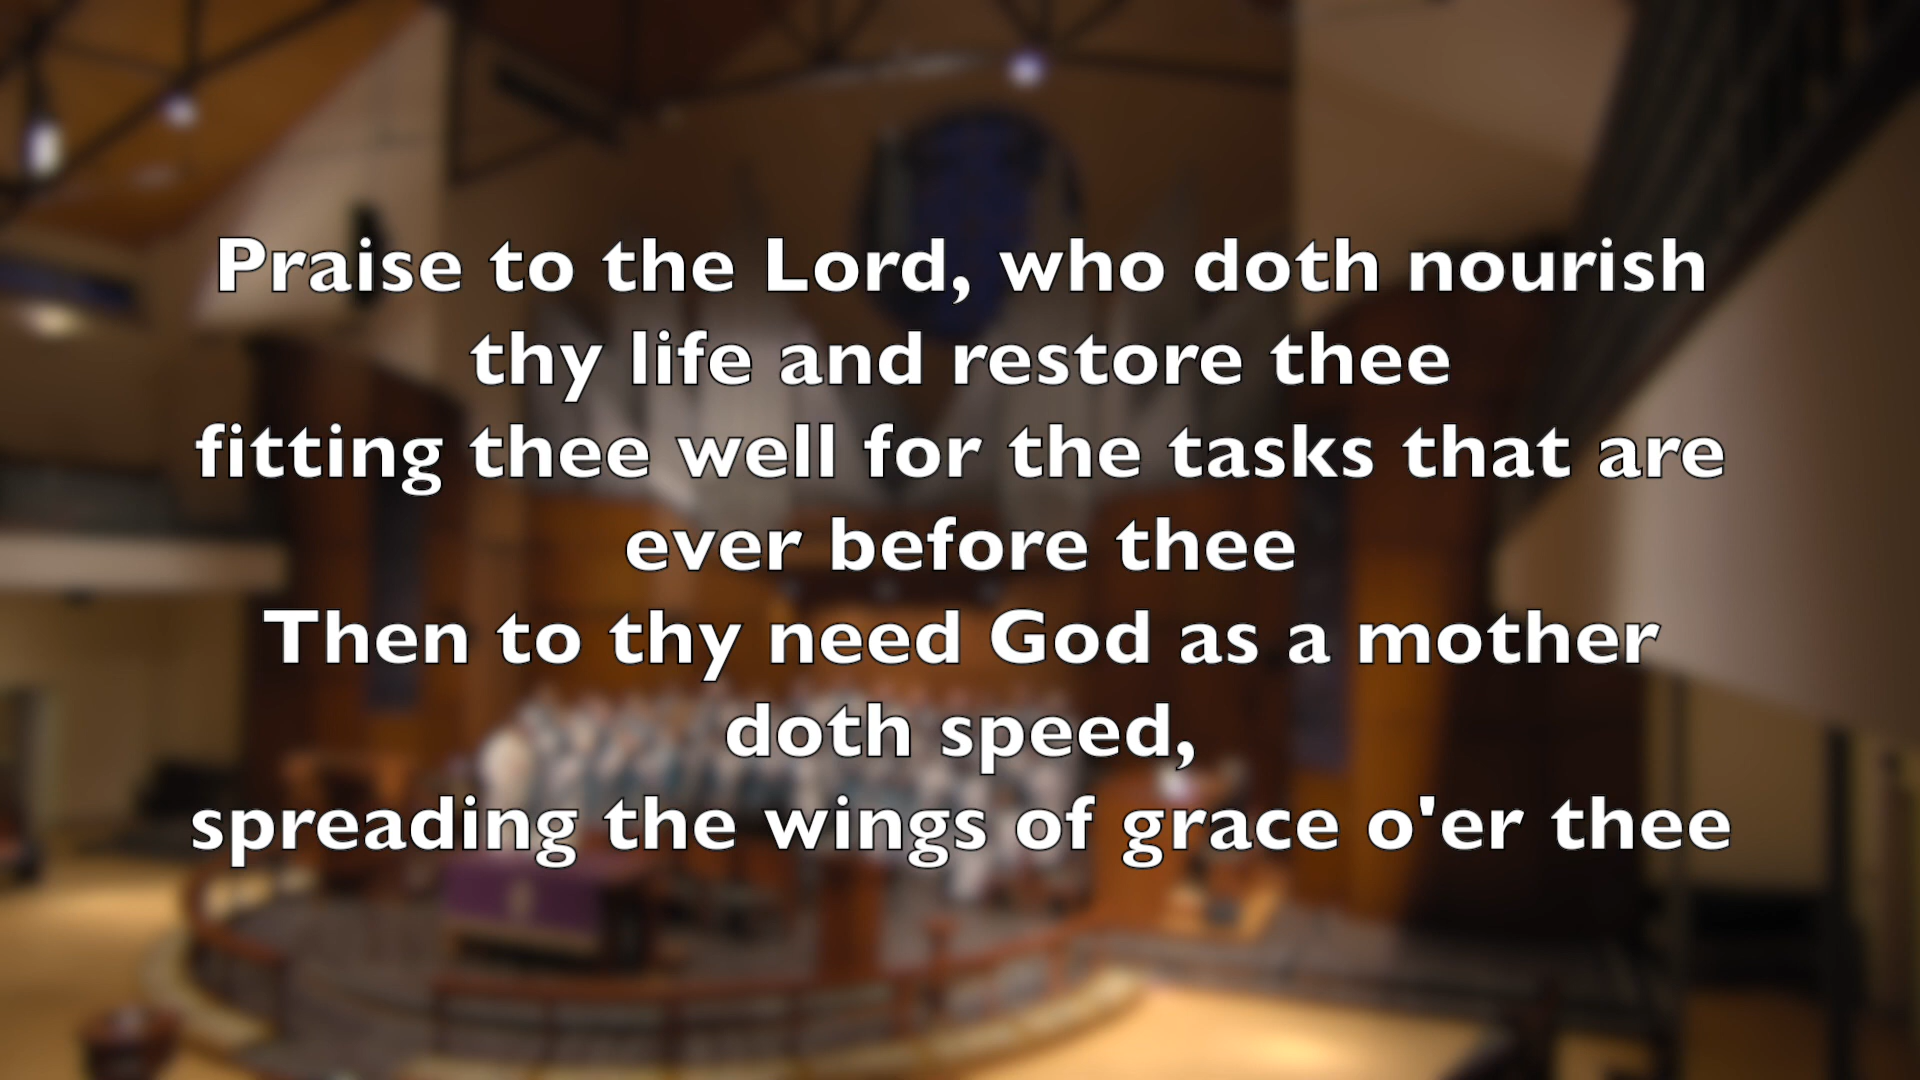 Praise to the Lord, who doth nourish
thy life and restore thee
fitting thee well for the tasks that are
ever before thee
Then to thy need God as a mother
doth speed,
spreading the wings of grace o'er thee